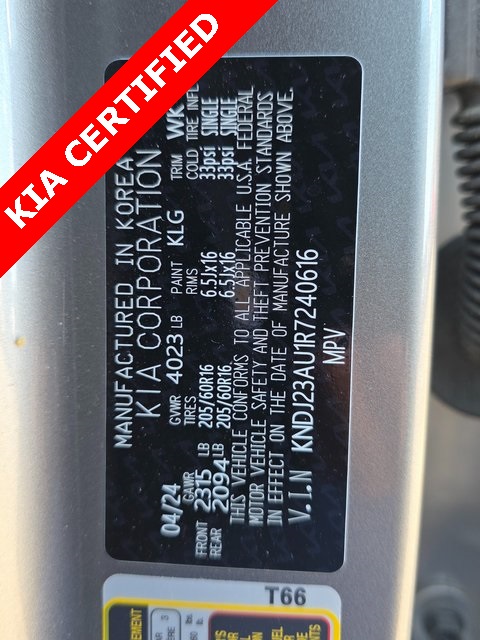 KIA CERTIFIED
MANUFACTURED IN KOREA
KIA CORPORATION
04/24 GVWR 4023 LB PAINT KLG TRIM WK
GAWR TIRES RIMS COLD TIRE INFL
FRONT 2315 LB 205/60R16 6.5Jx16 33psi SINGLE
REAR 2094 LB 205/60R16 6.5Jx16 33psi SINGLE
THIS VEHICLE CONFORMS TO ALL APPLICABLE U.S.A. FEDERAL
MOTOR VEHICLE SAFETY AND THEFT PREVENTION STANDARDS
IN EFFECT ON THE DATE OF MANUFACTURE SHOWN ABOVE.
V.I.N KNDJ23AU1R7240616
MPV
T66